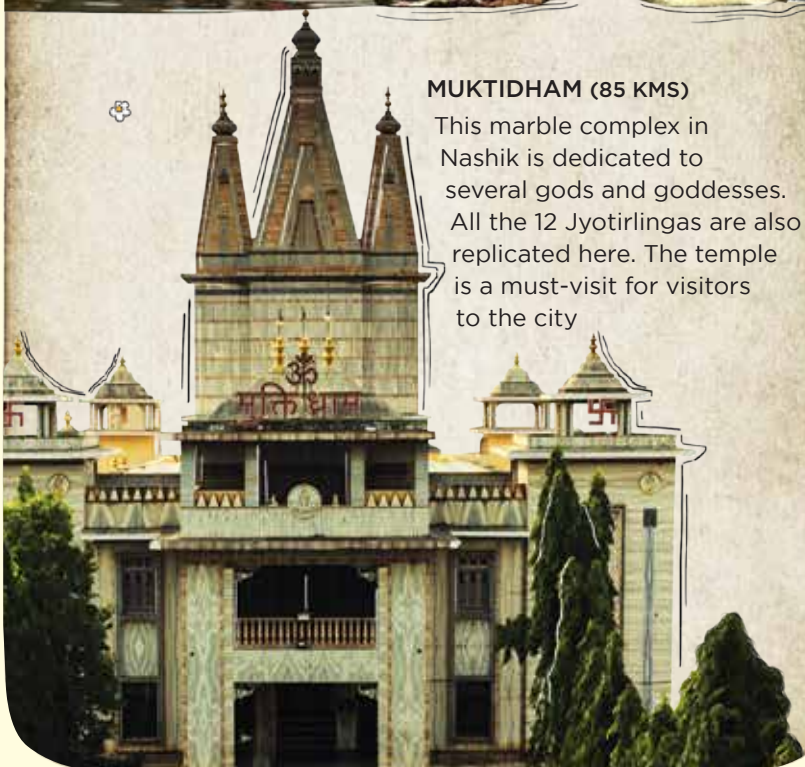 MUKTIDHAM (85 KMS)
This marble complex in
Nashik is dedicated to
several gods and goddesses.
All the 12 Jyotirlingas are also
replicated here. The temple
is a must-visit for visitors
to the city
ॐ
मुक्ति धाम